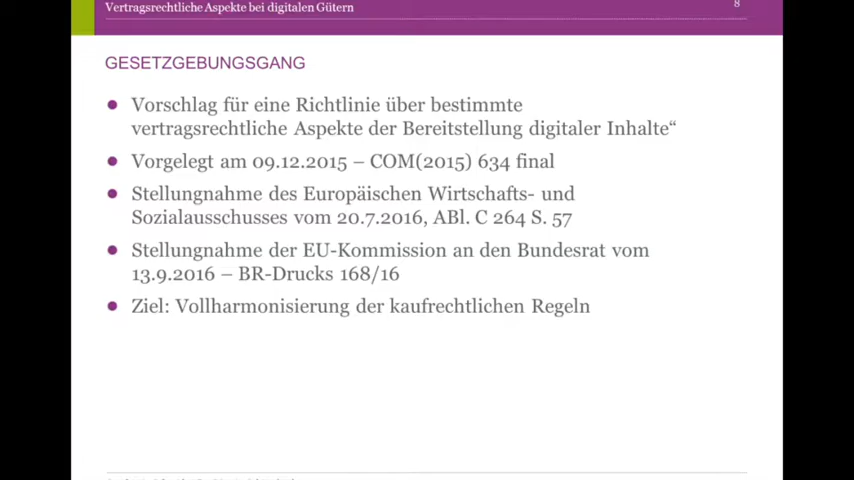 Vertragsrechtliche Aspekte bei digitalen Gütern
8
GESETZGEBUNGSGANG
• Vorschlag für eine Richtlinie über bestimmte
vertragsrechtliche Aspekte der Bereitstellung digitaler Inhalte“
• Vorgelegt am 09.12.2015 – COM(2015) 634 final
• Stellungnahme des Europäischen Wirtschafts- und
Sozialausschusses vom 20.7.2016, ABl. C 264 S. 57
• Stellungnahme der EU-Kommission an den Bundesrat vom
13.9.2016 – BR-Drucks 168/16
• Ziel: Vollharmonisierung der kaufrechtlichen Regeln